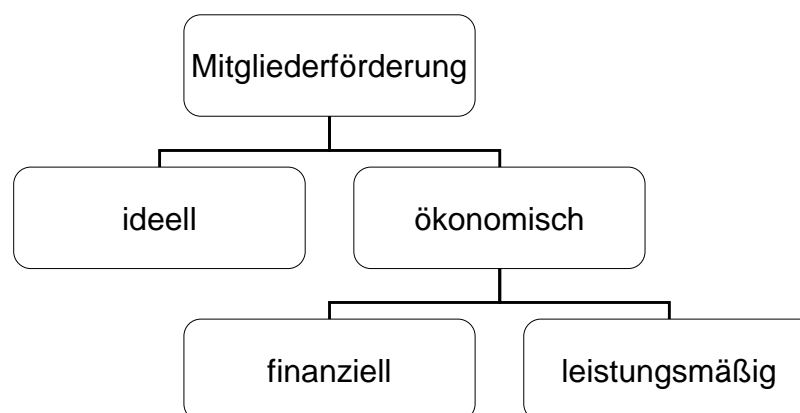 Mitgliederförderung
ideell
ökonomisch
finanziell
leistungsmäßig